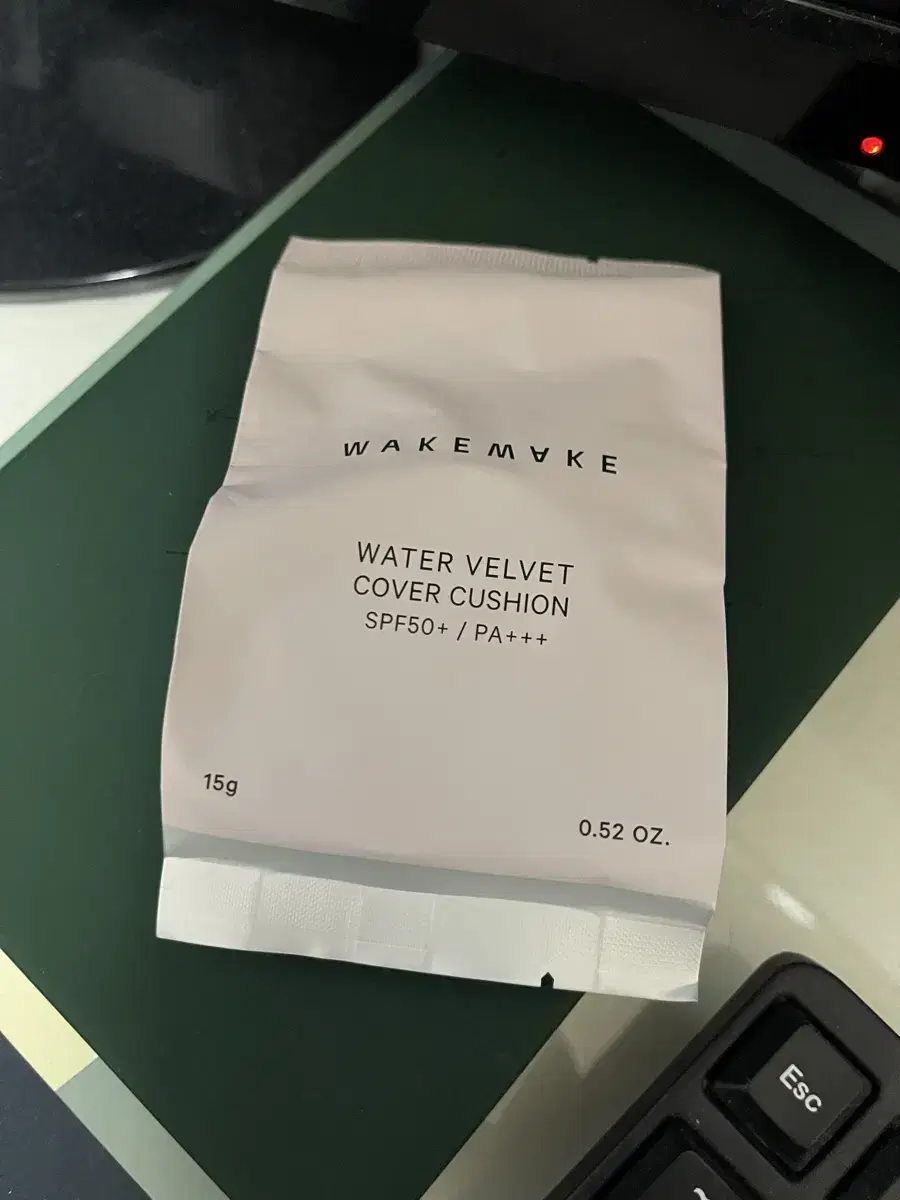 WAKEMAKE
WATER VELVET
COVER CUSHION
SPF50+ / PA+++
15g
0.52 OZ.
Esc